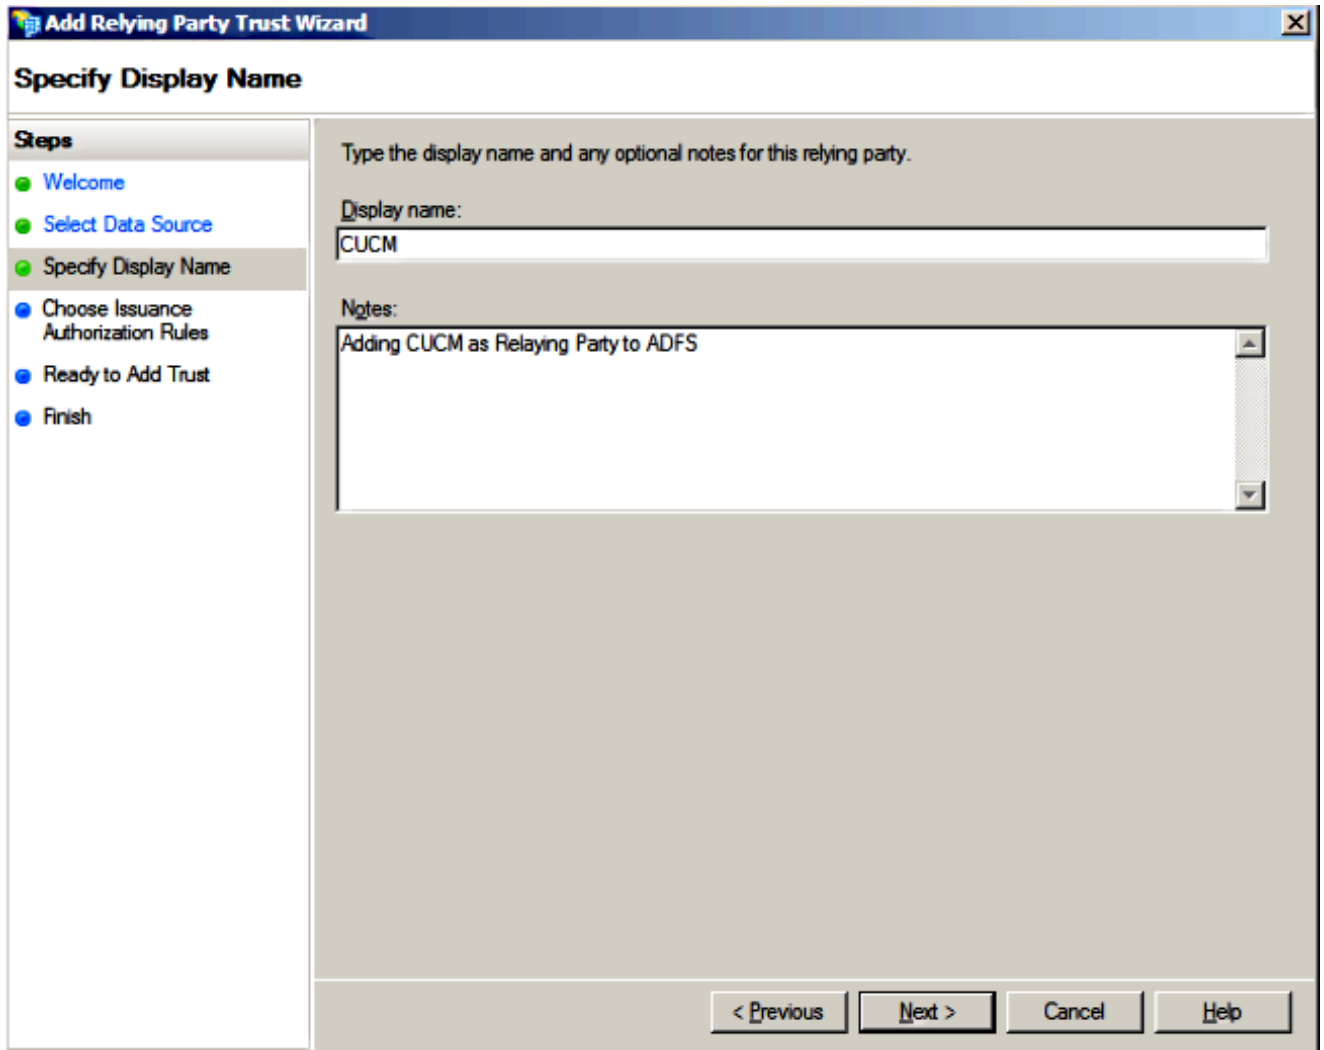 Add Relying Party Trust Wizard
Specify Display Name
Steps
Welcome
Select Data Source
Specify Display Name
Choose Issuance
Authorization Rules
Ready to Add Trust
Finish
Type the display name and any optional notes for this relying party.
Display name:
CUCM
Notes:
Adding CUCM as Relaying Party to ADFS
< Previous
Next >
Cancel
Help